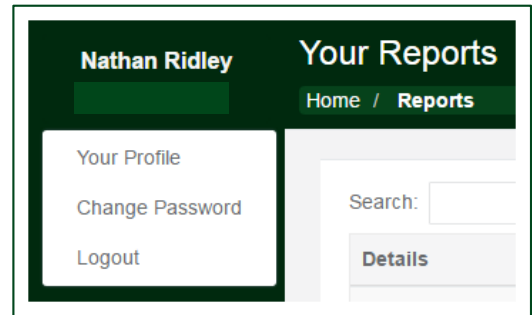 Nathan Ridley
Your Profile
Change Password
Logout
Your Reports
Home / Reports
Search:
Details